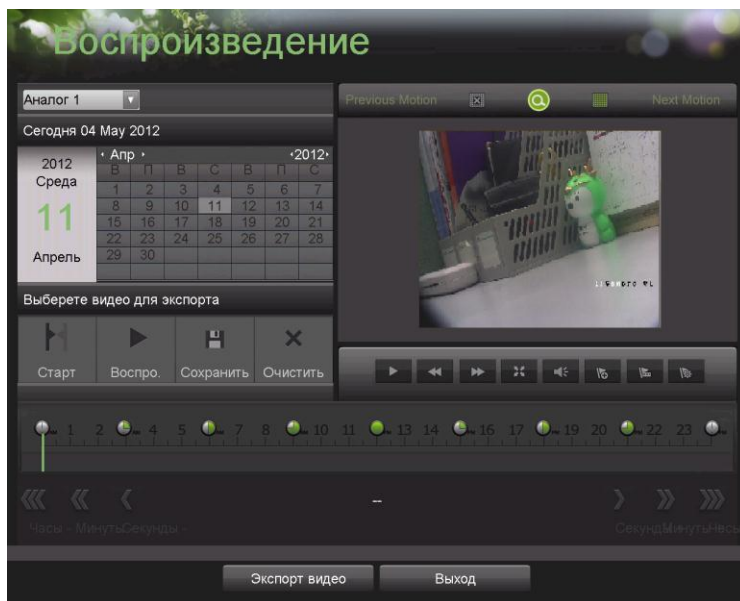 Воспроизведение
Аналог 1
Previous Motion
Next Motion
Сегодня 04 May 2012
2012
Среда
11
Апрель
Апр 2012
В П В С В П С
1 2 3 4 5 6 7
8 9 10 11 12 13 14
15 16 17 18 19 20 21
22 23 24 25 26 27 28
29 30
Выберете видео для экспорта
Старт Воспро. Сохранить Очистить
1 2 4 5 7 8 10 11 13 14 16 17 19 20 22 23
--
Часы - Минуты Секунды -
Экспорт видео Выход